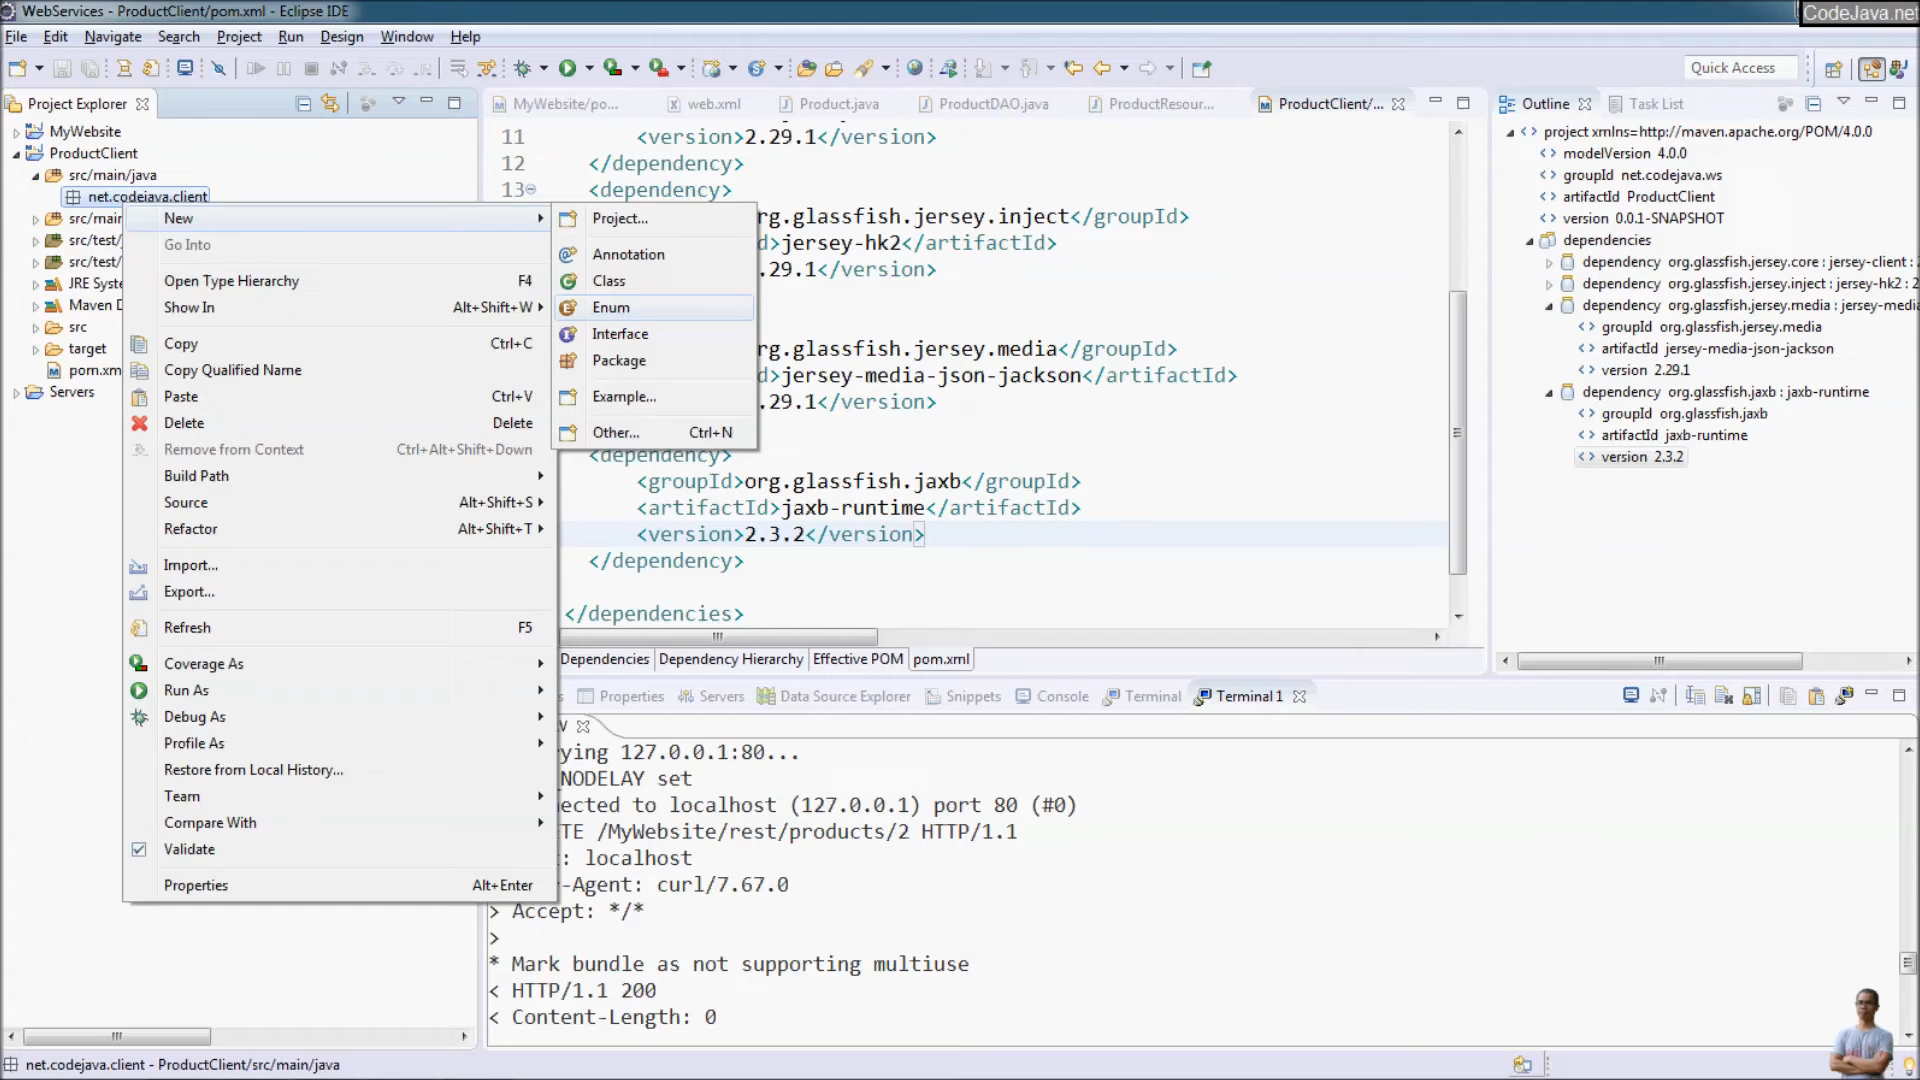 WebServices - ProductClient/pom.xml - Eclipse IDE
CodeJava.net
File Edit Navigate Search Project Run Design Window Help
Quick Access
Project Explorer
MyWebsite
ProductClient
src/main/java
net.codejava.client
src/main
src/test/
src/test/
JRE Syste
Maven D
src
target
pom.xm
Servers
New
Go Into
Open Type Hierarchy F4
Show In Alt+Shift+W
Copy Ctrl+C
Copy Qualified Name
Paste Ctrl+V
Delete Delete
Remove from Context Ctrl+Alt+Shift+Down
Build Path
Source Alt+Shift+S
Refactor Alt+Shift+T
Import...
Export...
Refresh F5
Coverage As
Run As
Debug As
Profile As
Restore from Local History...
Team
Compare With
Validate
Properties Alt+Enter
Project...
Annotation
Class
Enum
Interface
Package
Example...
Other... Ctrl+N
MyWebsite/po... web.xml Product.java ProductDAO.java ProductResour... ProductClient/...
11 <version>2.29.1</version>
12 </dependency>
13 <dependency>
rg.glassfish.jersey.inject</groupId>
d>jersey-hk2</artifactId>
.29.1</version>
rg.glassfish.jersey.media</groupId>
d>jersey-media-json-jackson</artifactId>
.29.1</version>
<dependency>
<groupId>org.glassfish.jaxb</groupId>
<artifactId>jaxb-runtime</artifactId>
<version>2.3.2</version>
</dependency>
</dependencies>
Dependencies Dependency Hierarchy Effective POM pom.xml
Outline Task List
project xmlns=http://maven.apache.org/POM/4.0.0
modelVersion 4.0.0
groupId net.codejava.ws
artifactId ProductClient
version 0.0.1-SNAPSHOT
dependencies
dependency org.glassfish.jersey.core : jersey-client : 2
dependency org.glassfish.jersey.inject : jersey-hk2 : 2
dependency org.glassfish.jersey.media : jersey-media
groupId org.glassfish.jersey.media
artifactId jersey-media-json-jackson
version 2.29.1
dependency org.glassfish.jaxb : jaxb-runtime
groupId org.glassfish.jaxb
artifactId jaxb-runtime
version 2.3.2
s Properties Servers Data Source Explorer Snippets Console Terminal Terminal 1
V
rying 127.0.0.1:80...
_NODELAY set
ected to localhost (127.0.0.1) port 80 (#0)
TE /MyWebsite/rest/products/2 HTTP/1.1
: localhost
-Agent: curl/7.67.0
> Accept: */*
>
* Mark bundle as not supporting multiuse
< HTTP/1.1 200
< Content-Length: 0
net.codejava.client - ProductClient/src/main/java